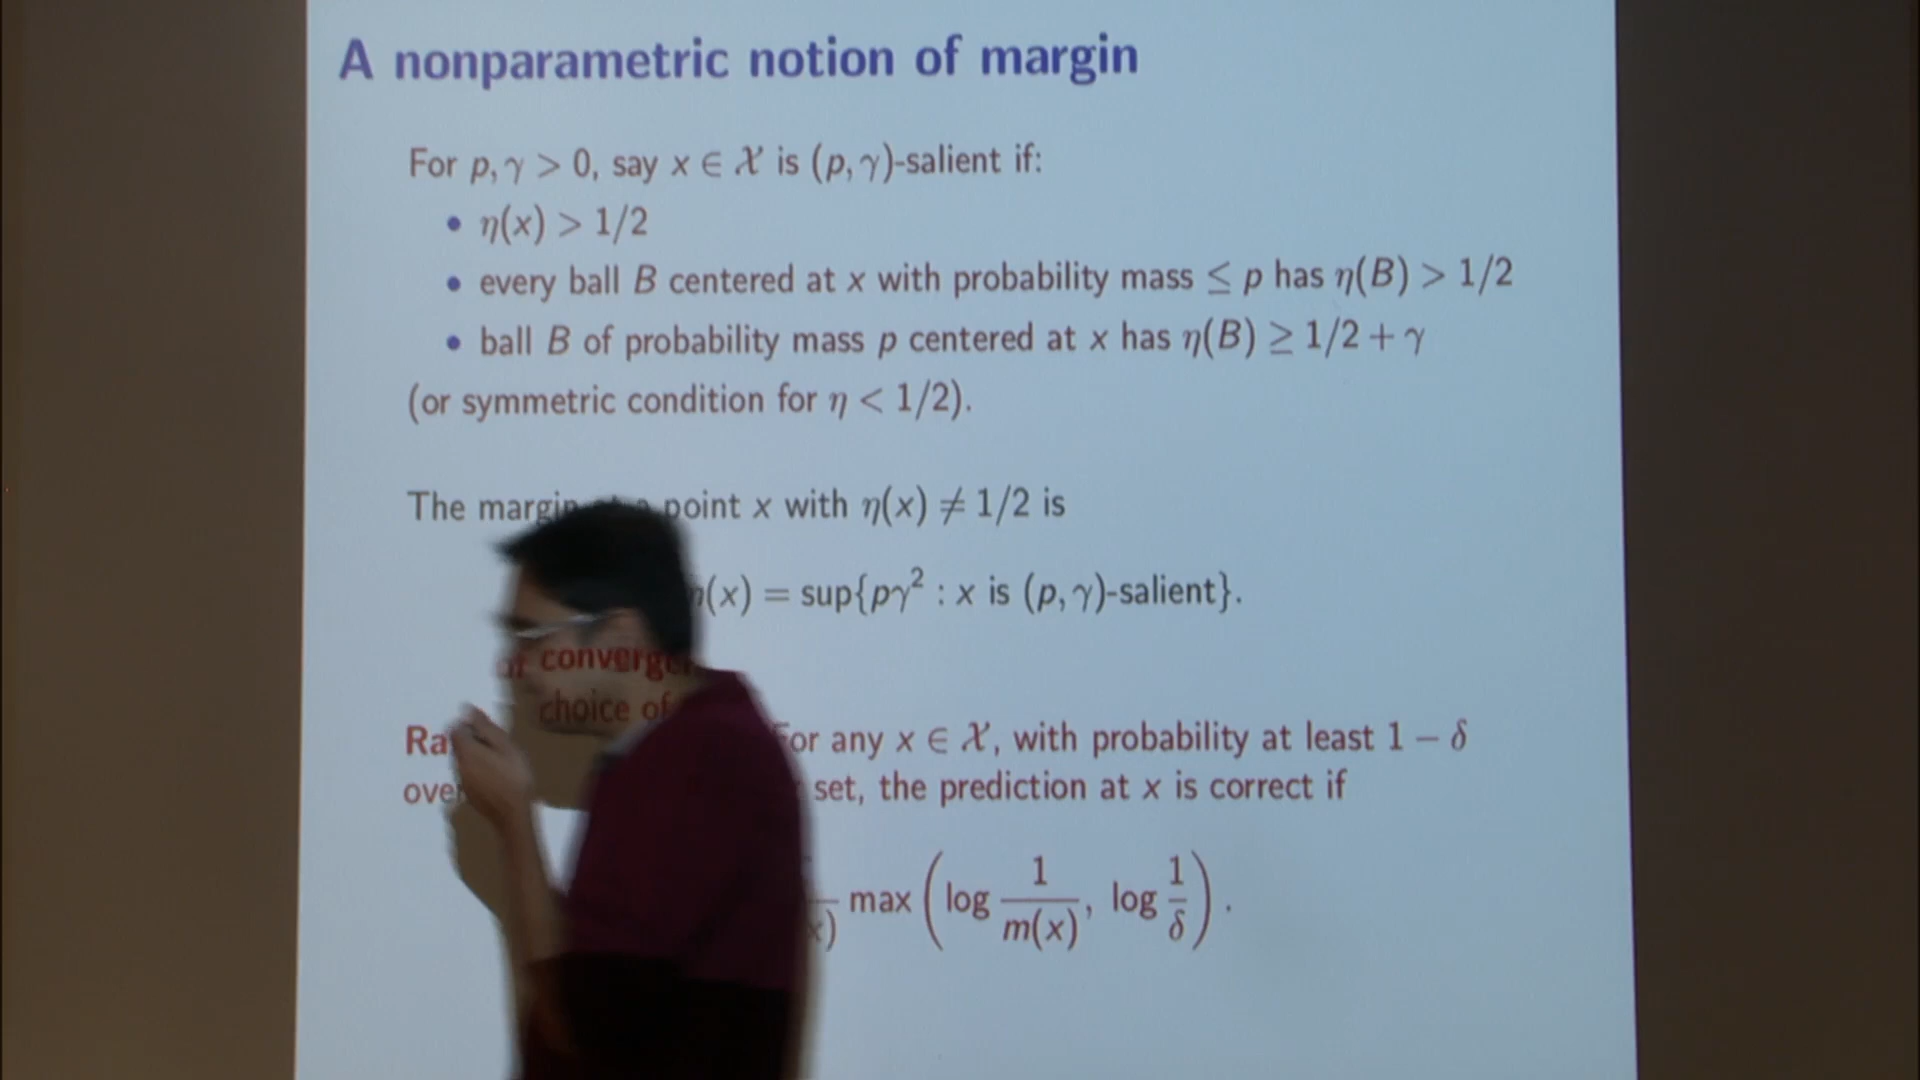 A nonparametric notion of margin
For p, γ > 0, say x ∈ 𝒳 is (p, γ)-salient if:
• η(x) > 1/2
• every ball B centered at x with probability mass ≤ p has η(B) > 1/2
• ball B of probability mass p centered at x has η(B) ≥ 1/2 + γ
(or symmetric condition for η < 1/2).
The margin point x with η(x) ≠ 1/2 is
(x) = sup{pγ² : x is (p, γ)-salient}.
of converge
choice of
Ra or any x ∈ 𝒳, with probability at least 1 − δ
ove set, the prediction at x is correct if
x) max ( log 1/m(x), log 1/δ ) .